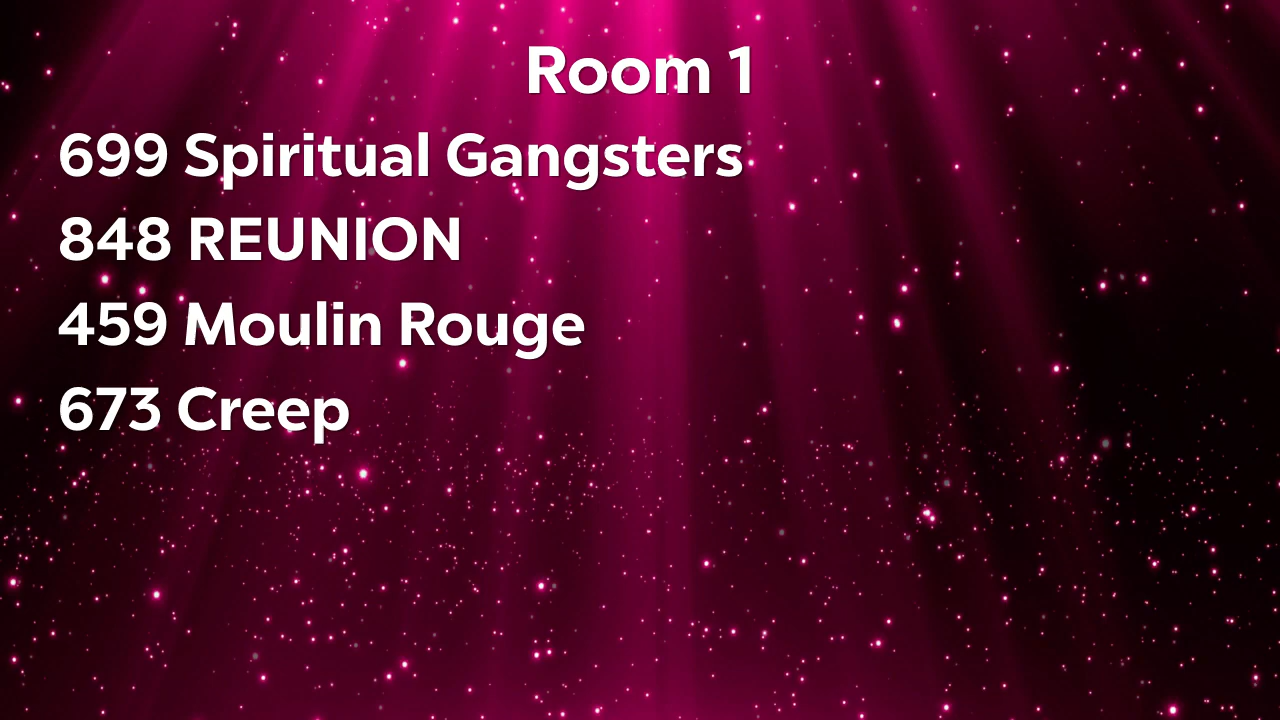 Room 1
699 Spiritual Gangsters
848 REUNION
459 Moulin Rouge
673 Creep